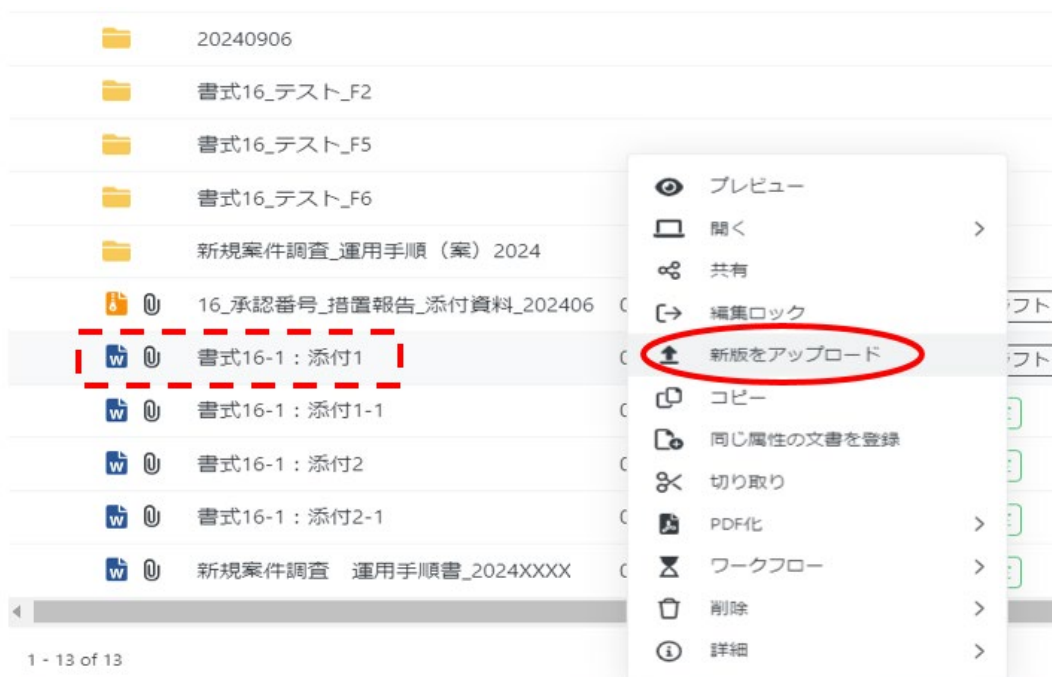 20240906
書式16_テスト_F2
書式16_テスト_F5
書式16_テスト_F6
新規案件調査_運用手順（案）2024
16_承認番号_措置報告_添付資料_202406
書式16-1：添付1
書式16-1：添付1-1
書式16-1：添付2
書式16-1：添付2-1
新規案件調査　運用手順書_2024XXXX
1 - 13 of 13
プレビュー
開く
共有
編集ロック
新版をアップロード
コピー
同じ属性の文書を登録
切り取り
PDF化
ワークフロー
削除
詳細
フト
フト